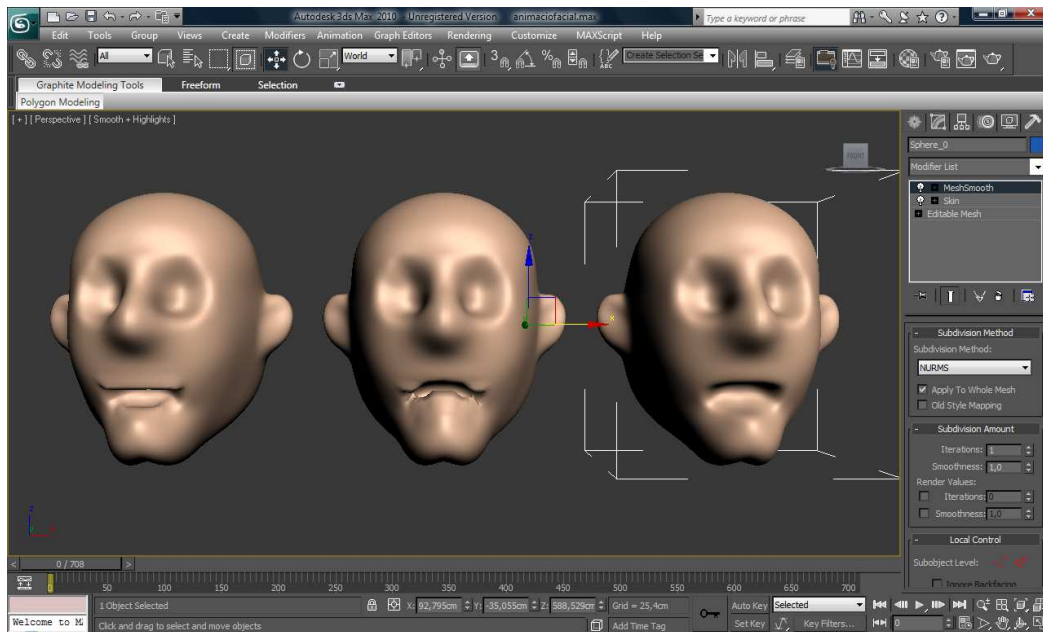 Autodesk 3ds Max 2010 - Unregistered Version animaciofacial.max Type a keyword or phrase
Edit Tools Group Views Create Modifiers Animation Graph Editors Rendering Customize MAXScript Help
All World 3 % ABC Create Selection Se
Graphite Modeling Tools Freeform Selection
Polygon Modeling
[ + ] [ Perspective ] [ Smooth + Highlights ]
FRONT
Sphere_0
Modifier List
MeshSmooth
Skin
Editable Mesh
- Subdivision Method
Subdivision Method:
NURMS
Apply To Whole Mesh
Old Style Mapping
- Subdivision Amount
Iterations: 1
Smoothness: 1,0
Render Values:
Iterations: 0
Smoothness: 1,0
- Local Control
Subobject Level:
Ignore Backfacing
z
x
z
< 0 / 708 >
0 50 100 150 200 250 300 350 400 450 500 550 600 650 700
1 Object Selected X: 92,795cm Y: -35,055cm Z: 588,529cm Grid = 25,4cm Auto Key Selected
Welcome to M Click and drag to select and move objects Add Time Tag Set Key Key Filters... 0